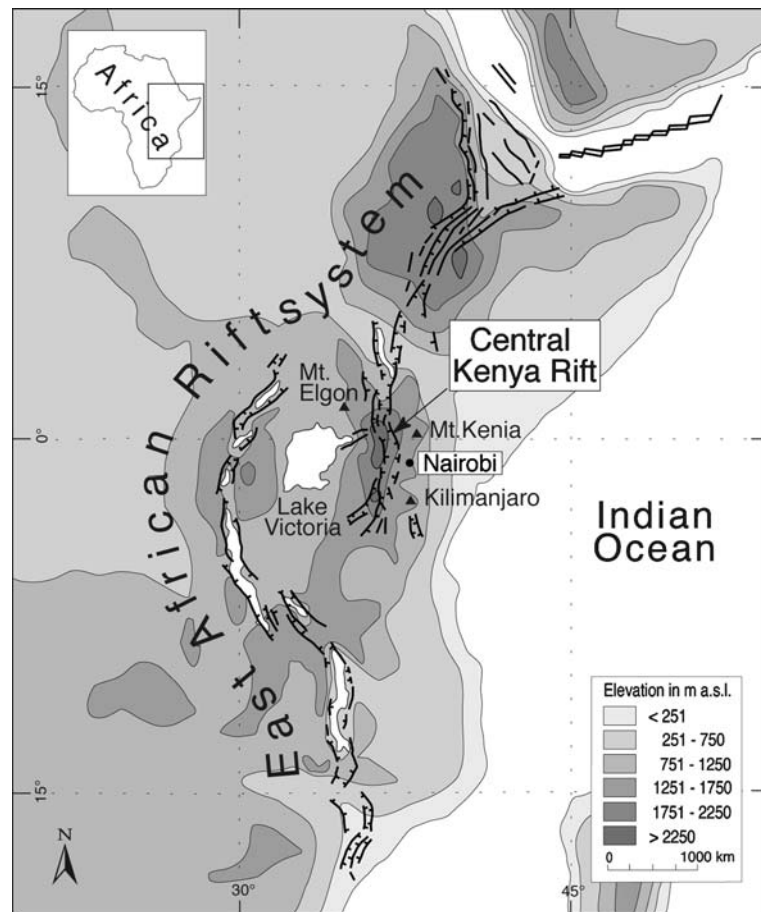 Africa
15°
East African Riftsystem
Central
Kenya Rift
Mt.
Elgon
Mt.Kenia
0°
Nairobi
Kilimanjaro
Lake
Victoria
Indian
Ocean
Elevation in m a.s.l.
< 251
251 - 750
751 - 1250
1251 - 1750
1751 - 2250
> 2250
0 1000 km
15°
N
30° 45°